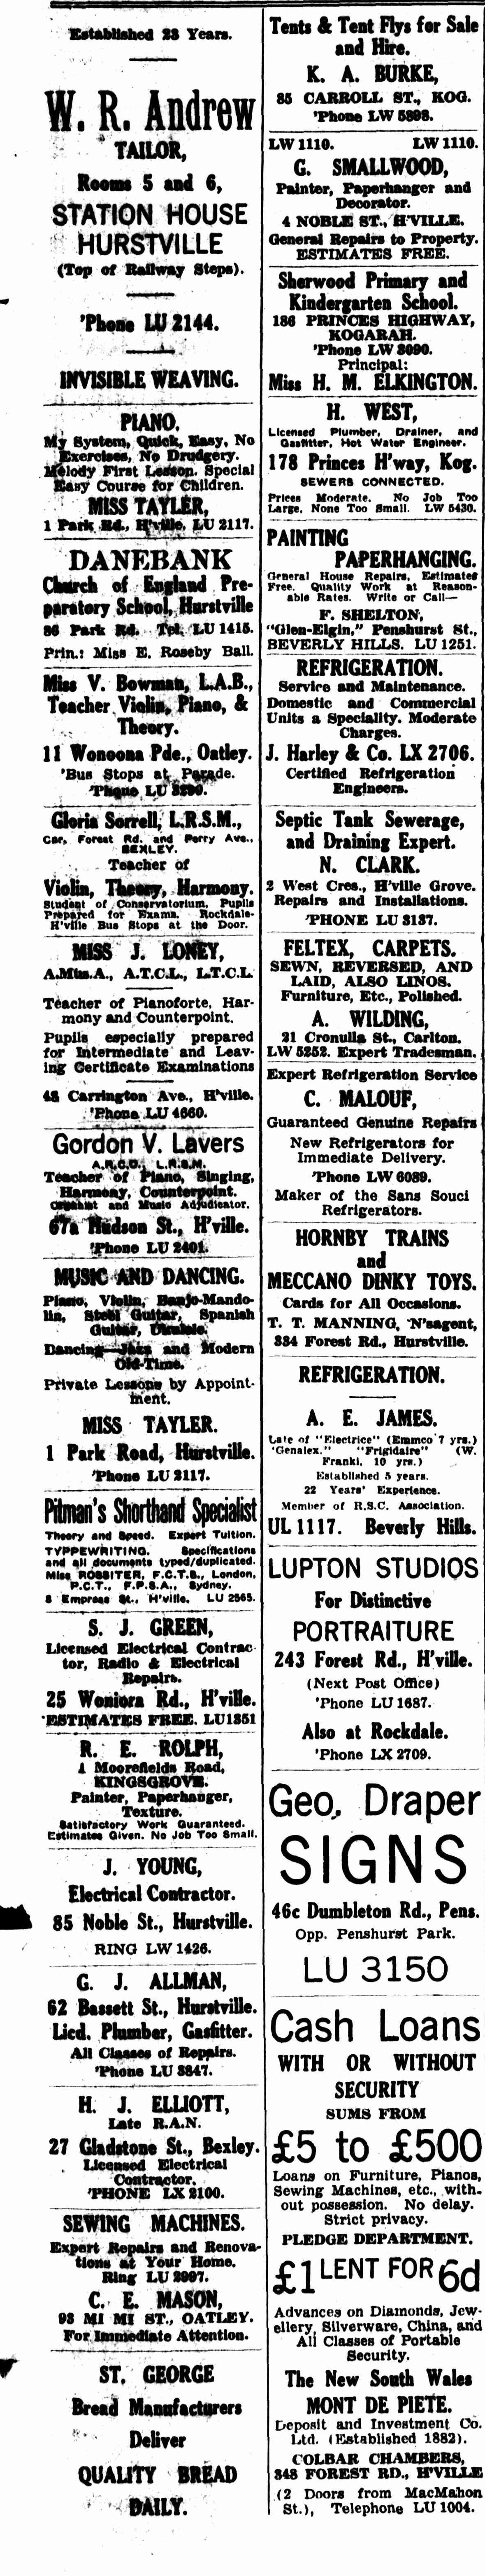 Established 23 Years.
W. R. Andrew
TAILOR,
Rooms 5 and 6,
STATION HOUSE
HURSTVILLE
(Top of Railway Steps).
'Phone LU 2144.
INVISIBLE WEAVING.
PIANO.
My System, Quick, Easy, No
Exercises, No Drudgery.
Melody First Lesson. Special
Easy Course for Children.
MISS TAYLER,
1 Park Rd., H'ville. LU 2117.
DANEBANK
Church of England Pre-
paratory School, Hurstville
86 Park Rd. Tel. LU 1415.
Prin.: Miss E. Roseby Ball.
Miss V. Bowman, L.A.B.,
Teacher Violin, Piano, &
Theory.
11 Wonoona Pde., Oatley.
'Bus Stops at Parade.
'Phone LU
Gloria Sorrell, L.R.S.M.,
Car. Forest Rd. and Perry Ave.,
BEXLEY.
Teacher of
Violin, Theory, Harmony.
Student of Conservatorium. Pupils
Prepared for Exams. Rockdale-
H'ville Bus Stops at the Door.
MISS J. LONEY,
A.Mus.A., A.T.C.L., L.T.C.L.
Teacher of Pianoforte, Har-
mony and Counterpoint.
Pupils especially prepared
for Intermediate and Leav-
ing Certificate Examinations
48 Carrington Ave., H'ville.
'Phone LU 4660.
Gordon V. Lavers
A.R.C.O., L.R.S.M.
Teacher of Piano, Singing,
Harmony, Counterpoint.
Organist and Music Adjudicator.
67a Hudson St., H'ville.
'Phone LU 2401.
MUSIC AND DANCING.
Piano, Violin, Banjo-Mando-
lin, Steel Guitar, Spanish
Guitar, Ukulele.
Dancing—Jazz and Modern
Old-Time.
Private Lessons by Appoint-
ment.
MISS TAYLER.
1 Park Road, Hurstville.
'Phone LU 2117.
Pitman's Shorthand Specialist
Theory and Speed. Expert Tuition.
TYPPEWRITING. Specifications
and all documents typed/duplicated.
Miss ROSSITER, F.C.T.S., London,
P.C.T., F.P.S.A., Sydney.
8 Empress St., H'ville. LU 2565.
S. J. GREEN,
Licensed Electrical Contrac-
tor, Radio & Electrical
Repairs.
25 Woniora Rd., H'ville.
ESTIMATES FREE. LU1351
R. E. ROLPH,
1 Moorefields Road,
KINGSGROVE.
Painter, Paperhanger,
Texture.
Satisfactory Work Guaranteed.
Estimates Given. No Job Too Small.
J. YOUNG,
Electrical Contractor.
85 Noble St., Hurstville.
RING LW 1426.
G. J. ALLMAN,
62 Bassett St., Hurstville.
Licd. Plumber, Gasfitter.
All Classes of Repairs.
'Phone LU 3847.
H. J. ELLIOTT,
Late R.A.N.
27 Gladstone St., Bexley.
Licensed Electrical
Contractor.
'PHONE LX 2100.
SEWING MACHINES.
Expert Repairs and Renova-
tions at Your Home.
Ring LU 2997.
C. E. MASON,
98 MI MI ST., OATLEY.
For Immediate Attention.
ST. GEORGE
Bread Manufacturers
Deliver
QUALITY BREAD
DAILY.
Tents & Tent Flys for Sale
and Hire.
K. A. BURKE,
85 CARROLL ST., KOG.
'Phone LW 5898.
LW 1110. LW 1110.
G. SMALLWOOD,
Painter, Paperhanger and
Decorator.
4 NOBLE ST., H'VILLE.
General Repairs to Property.
ESTIMATES FREE.
Sherwood Primary and
Kindergarten School.
186 PRINCES HIGHWAY,
KOGARAH.
'Phone LW 8090.
Principal:
Miss H. M. ELKINGTON.
H. WEST,
Licensed Plumber, Drainer, and
Gasfitter, Hot Water Engineer.
178 Princes H'way, Kog.
SEWERS CONNECTED.
Prices Moderate. No Job Too
Large, None Too Small. LW 5430.
PAINTING
PAPERHANGING.
General House Repairs, Estimates
Free. Quality Work at Reason-
able Rates. Write or Call—
F. SHELTON,
"Glen-Elgin," Penshurst St.,
BEVERLY HILLS. LU 1251.
REFRIGERATION.
Service and Maintenance.
Domestic and Commercial
Units a Speciality. Moderate
Charges.
J. Harley & Co. LX 2706.
Certified Refrigeration
Engineers.
Septic Tank Sewerage,
and Draining Expert.
N. CLARK.
2 West Cres., H'ville Grove.
Repairs and Installations.
'PHONE LU 3137.
FELTEX, CARPETS.
SEWN, REVERSED, AND
LAID, ALSO LINOS.
Furniture, Etc., Polished.
A. WILDING,
21 Cronulla St., Carlton.
LW 5252. Expert Tradesman.
Expert Refrigeration Service
C. MALOUF,
Guaranteed Genuine Repairs
New Refrigerators for
Immediate Delivery.
'Phone LW 6089.
Maker of the Sans Souci
Refrigerators.
HORNBY TRAINS
and
MECCANO DINKY TOYS.
Cards for All Occasions.
T. T. MANNING, 'N'sagent,
334 Forest Rd., Hurstville.
REFRIGERATION.
A. E. JAMES.
Late of "Electrice" (Emmco 7 yrs.)
'Genalex." "Frigidaire" (W.
Frankl, 10 yrs.)
Established 5 years.
22 Years' Experience.
Member of R.S.C. Association.
UL 1117. Beverly Hills.
LUPTON STUDIOS
For Distinctive
PORTRAITURE
243 Forest Rd., H'ville.
(Next Post Office)
'Phone LU 1687.
Also at Rockdale.
'Phone LX 2709.
Geo. Draper
SIGNS
46c Dumbleton Rd., Pens.
Opp. Penshurst Park.
LU 3150
Cash Loans
WITH OR WITHOUT
SECURITY
SUMS FROM
£5 to £500
Loans on Furniture, Pianos,
Sewing Machines, etc., with-
out possession. No delay.
Strict privacy.
PLEDGE DEPARTMENT.
£1 LENT FOR 6d
Advances on Diamonds, Jew-
ellery, Silverware, China, and
All Classes of Portable
Security.
The New South Wales
MONT DE PIETE.
Deposit and Investment Co.
Ltd. (Established 1882).
COLBAR CHAMBERS,
348 FOREST RD., H'VILLE
(2 Doors from MacMahon
St.), Telephone LU 1004.